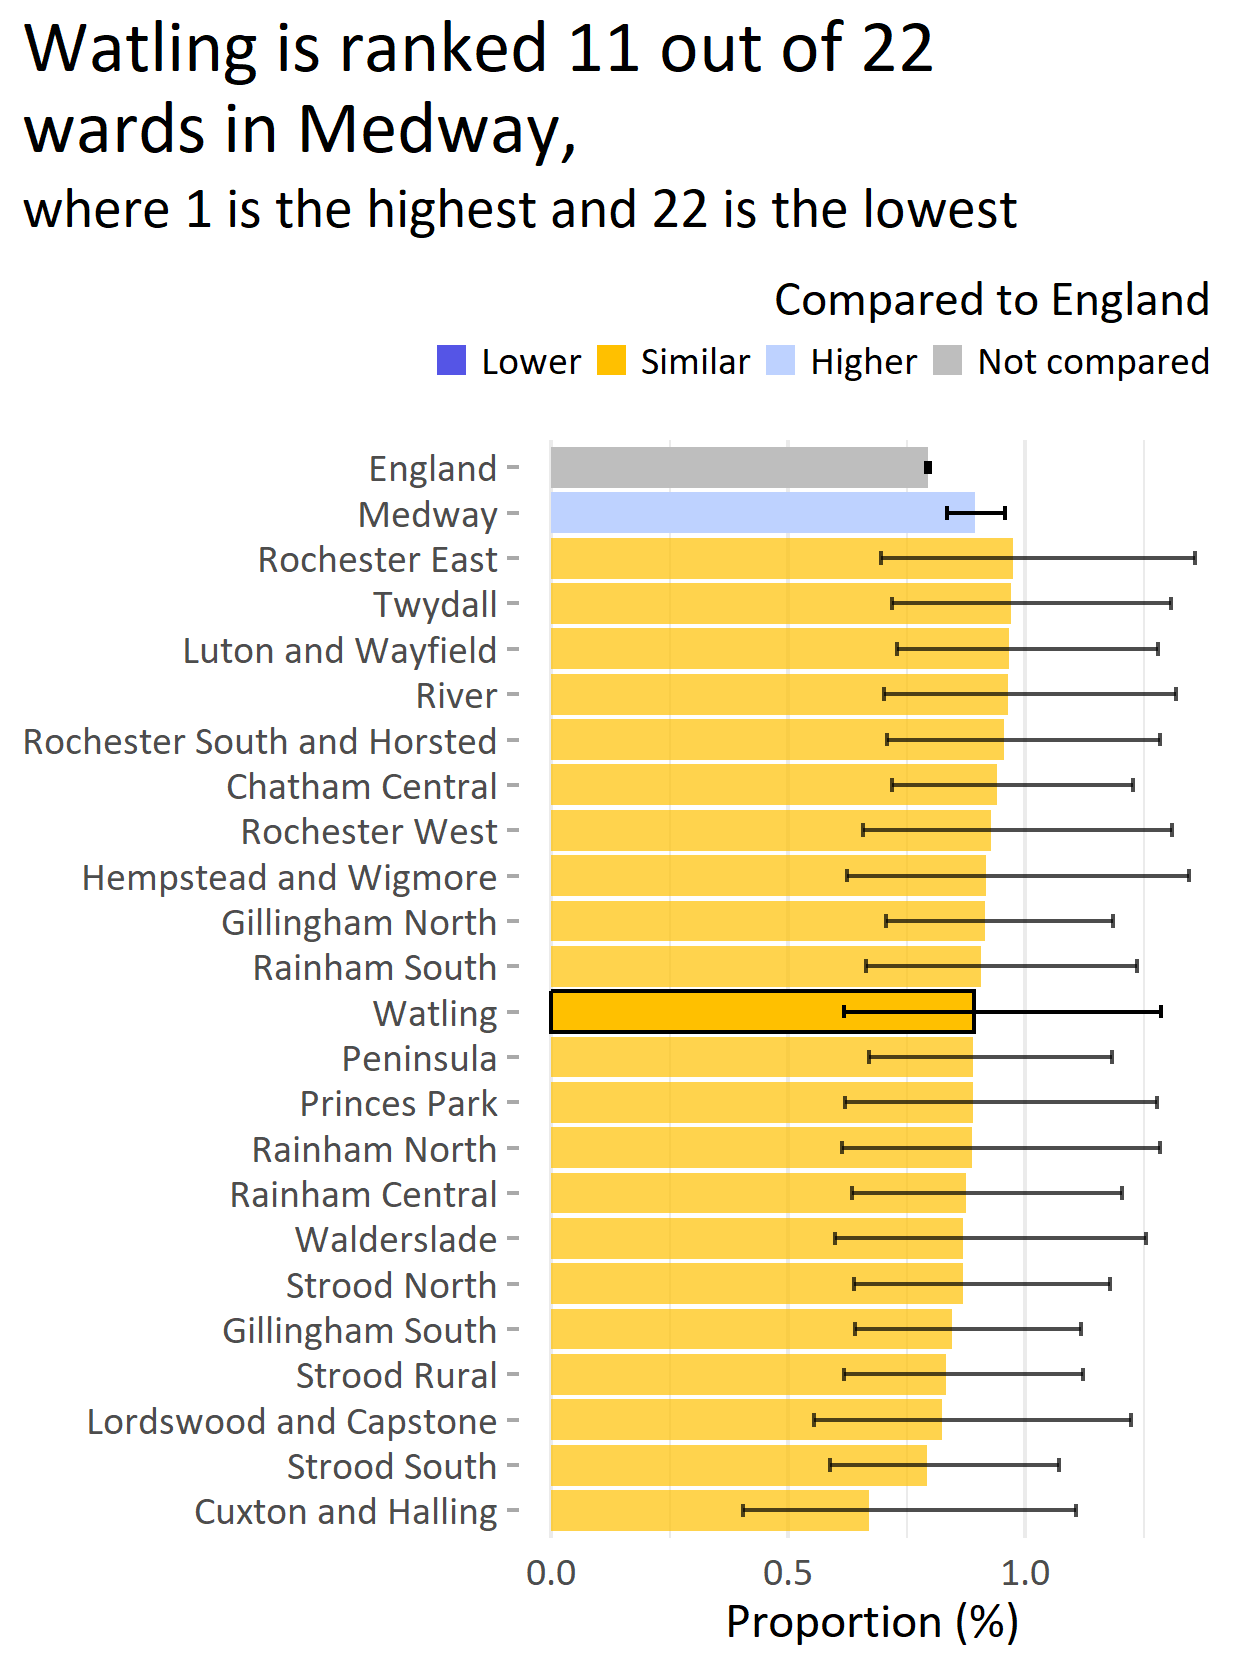 Watling is ranked 11 out of 22
wards in Medway,
where 1 is the highest and 22 is the lowest
Compared to England
Lower Similar Higher Not compared
England
Medway
Rochester East
Twydall
Luton and Wayfield
River
Rochester South and Horsted
Chatham Central
Rochester West
Hempstead and Wigmore
Gillingham North
Rainham South
Watling
Peninsula
Princes Park
Rainham North
Rainham Central
Walderslade
Strood North
Gillingham South
Strood Rural
Lordswood and Capstone
Strood South
Cuxton and Halling
0.0 0.5 1.0
Proportion (%)